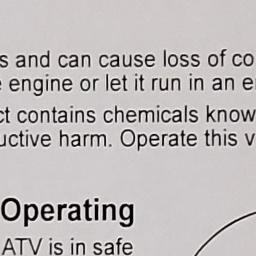 s and can cause loss of co
engine or let it run in an e
ct contains chemicals know
uctive harm. Operate this v
Operating
ATV is in safe